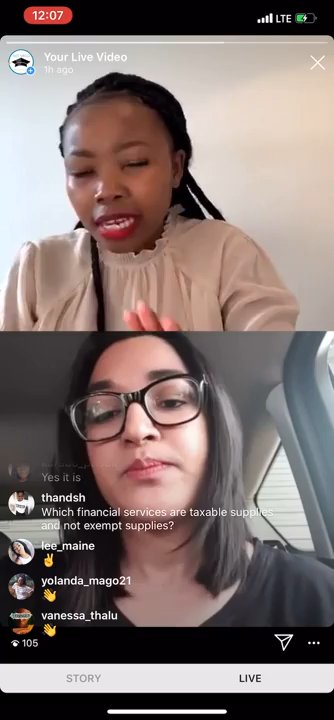 12:07
LTE
Your Live Video
1h ago
Yes it is
thandsh
Which financial services are taxable supplies
and not exempt supplies?
lee_maine
yolanda_mago21
vanessa_thalu
105
STORY
LIVE